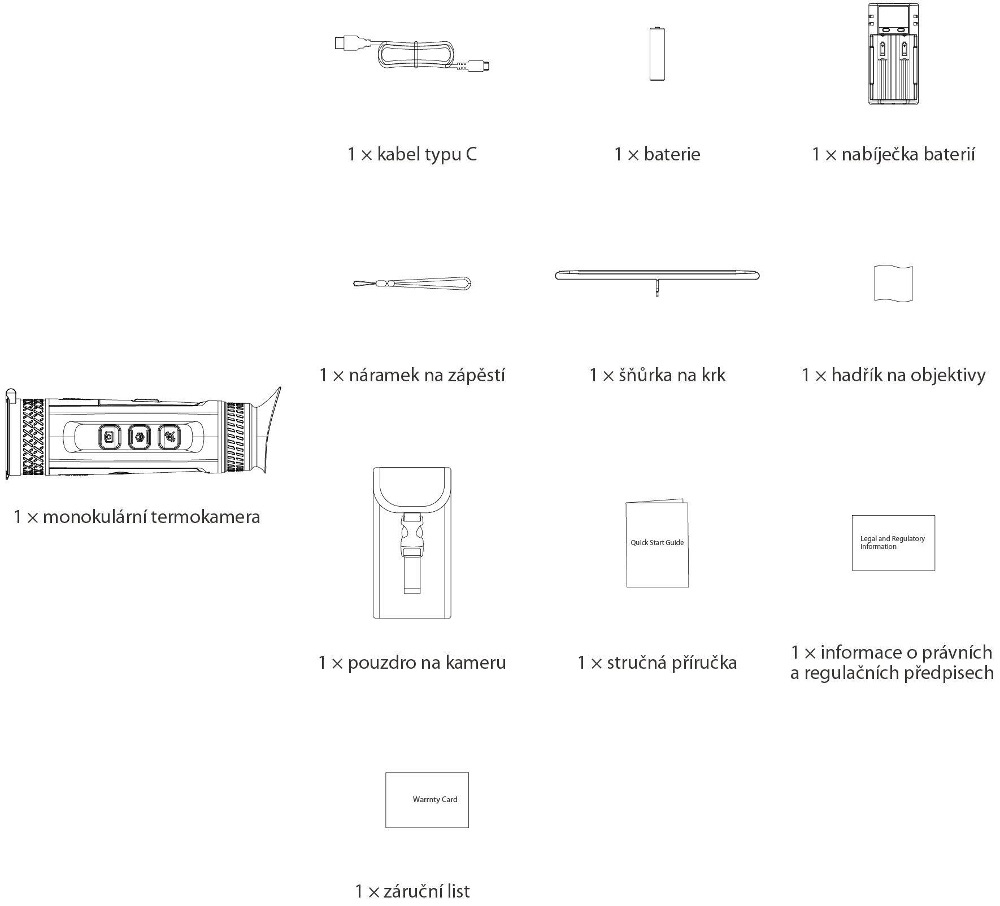 1 × kabel typu C
1 × baterie
1 × nabíječka baterií
1 × náramek na zápěstí
1 × šňůrka na krk
1 × hadřík na objektivy
1 × monokulární termokamera
Quick Start Guide
Legal and Regulatory
Information
1 × pouzdro na kameru
1 × stručná příručka
1 × informace o právních
a regulačních předpisech
Warrnty Card
1 × záruční list